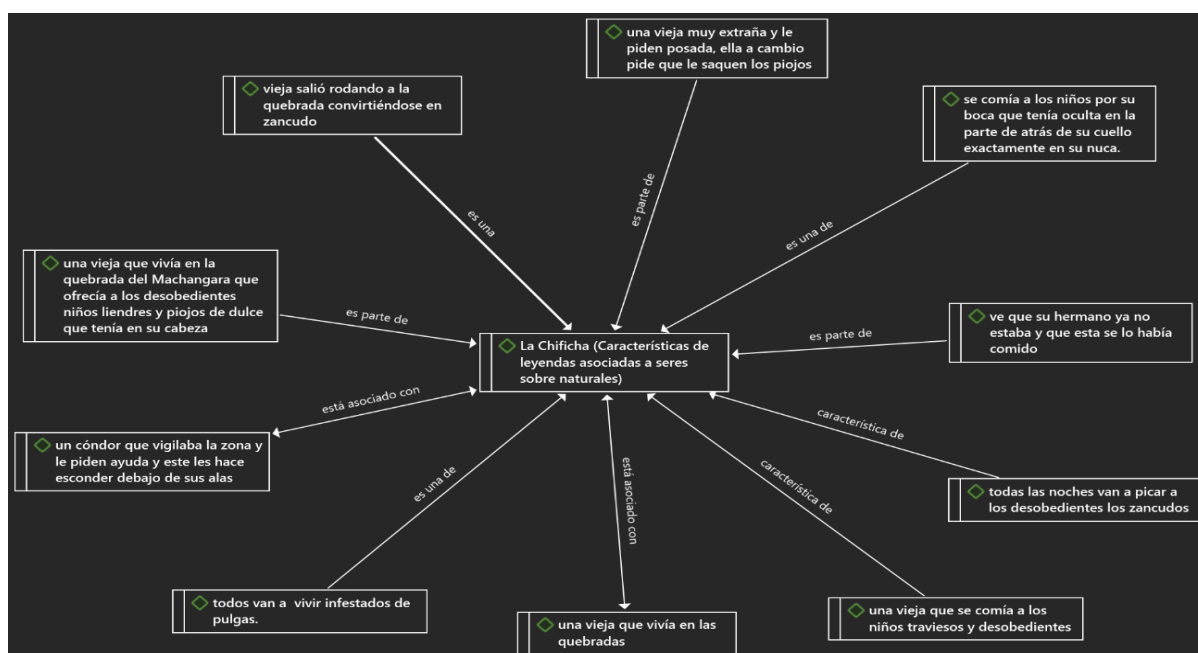 una vieja muy extraña y le
piden posada, ella a cambio
pide que le saquen los piojos
vieja salió rodando a la
quebrada convirtiéndose en
zancudo
se comía a los niños por su
boca que tenía oculta en la
parte de atrás de su cuello
exactamente en su nuca.
es una
es parte de
es una de
una vieja que vivía en la
quebrada del Machangara que
ofrecía a los desobedientes
niños liendres y piojos de dulce
que tenía en su cabeza
es parte de
La Chificha (Características de
leyendas asociadas a seres
sobre naturales)
es parte de
ve que su hermano ya no
estaba y que esta se lo había
comido
está asociado con
un cóndor que vigilaba la zona y
le piden ayuda y este les hace
esconder debajo de sus alas
es una de
está asociado con
característica de
característica de
todas las noches van a picar a
los desobedientes los zancudos
todos van a vivir infestados de
pulgas.
una vieja que vivía en las
quebradas
una vieja que se comía a los
niños traviesos y desobedientes